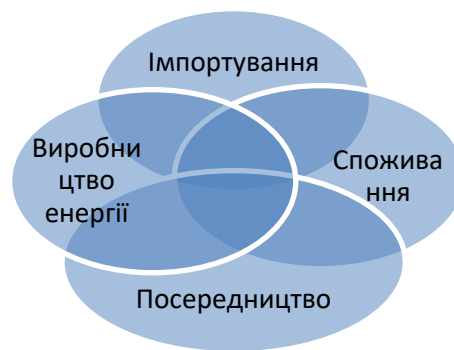 Імпортування
Виробни
цтво
енергії
Спожива
ння
Посередництво